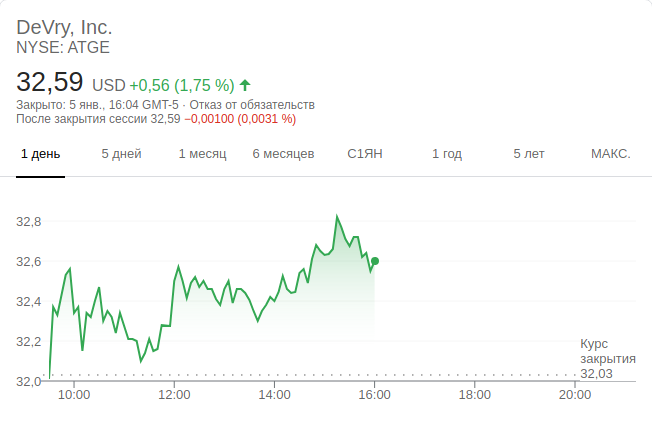 DeVry, Inc.
NYSE: ATGE
32,59 USD +0,56 (1,75 %)
Закрыто: 5 янв., 16:04 GMT-5 · Отказ от обязательств
После закрытия сессии 32,59 −0,00100 (0,0031 %)
1 день 5 дней 1 месяц 6 месяцев С1ЯН 1 год 5 лет МАКС.
32,8
32,6
32,4
32,2
32,0
Курс
закрытия
32,03
10:00 12:00 14:00 16:00 18:00 20:00